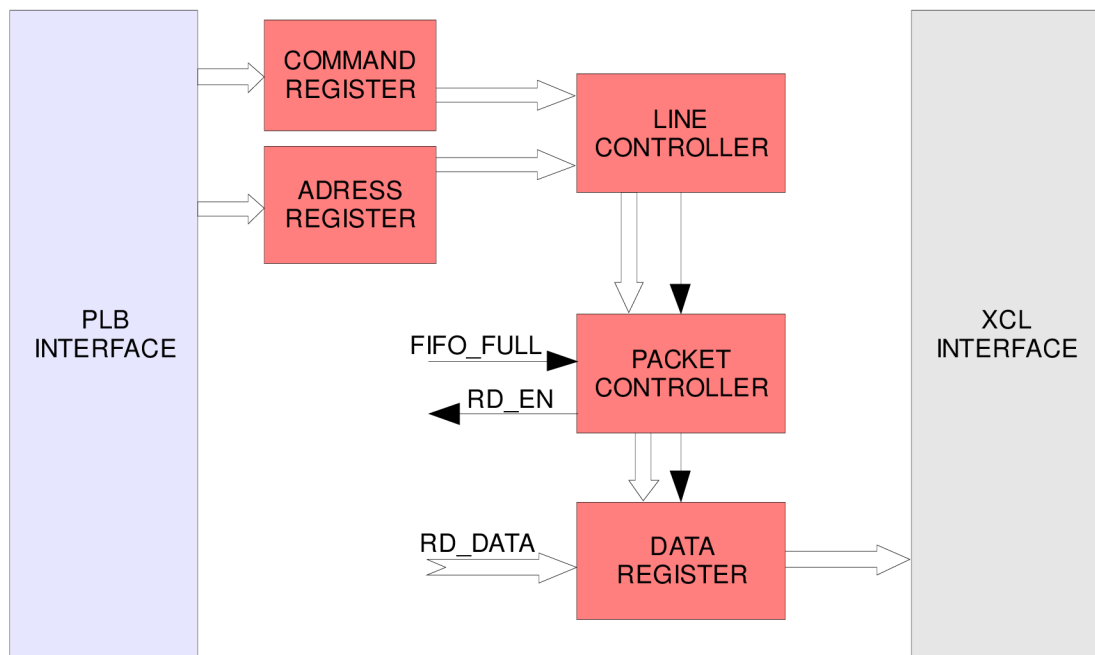 COMMAND
REGISTER
ADRESS
REGISTER
LINE
CONTROLLER
PLB
INTERFACE
XCL
INTERFACE
FIFO_FULL
RD_EN
PACKET
CONTROLLER
RD_DATA
DATA
REGISTER